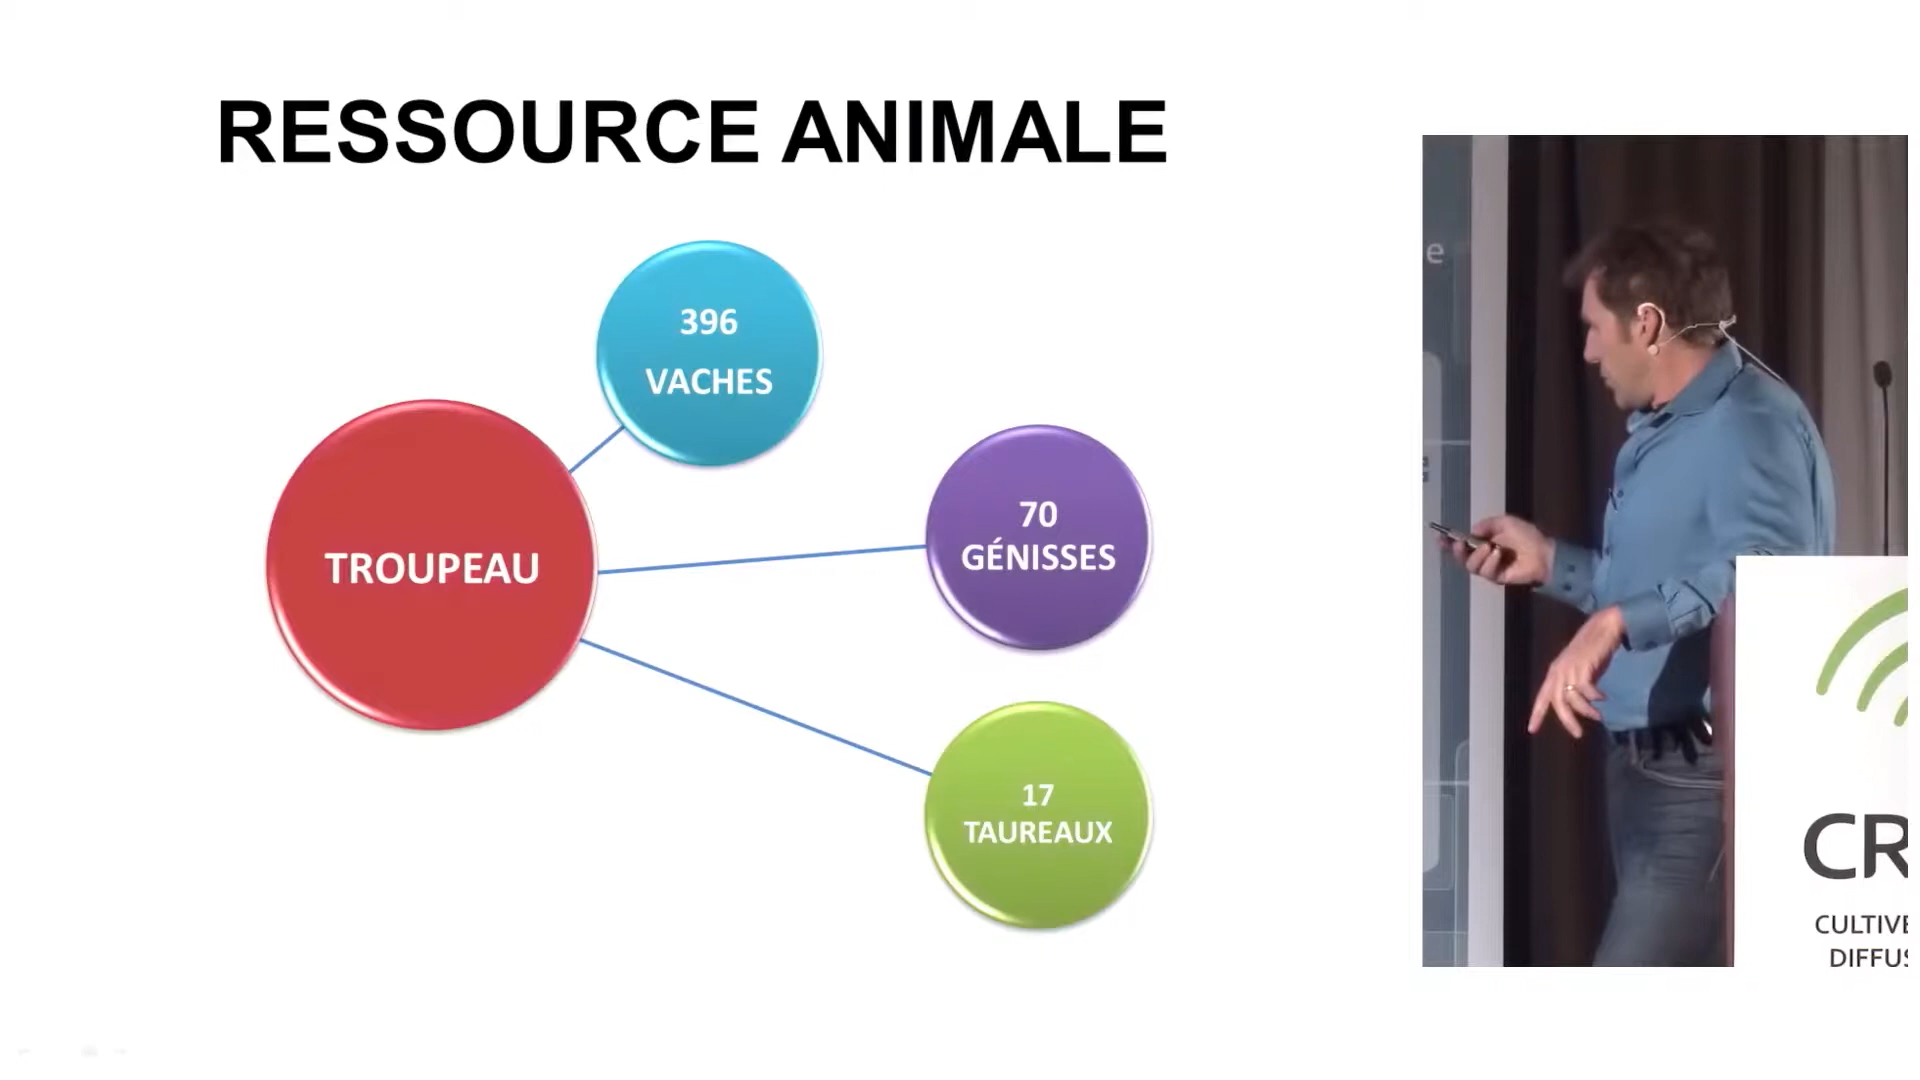 RESSOURCE ANIMALE
396
VACHES
TROUPEAU
70
GÉNISSES
17
TAUREAUX
e
CR
CULTIVE
DIFFUS